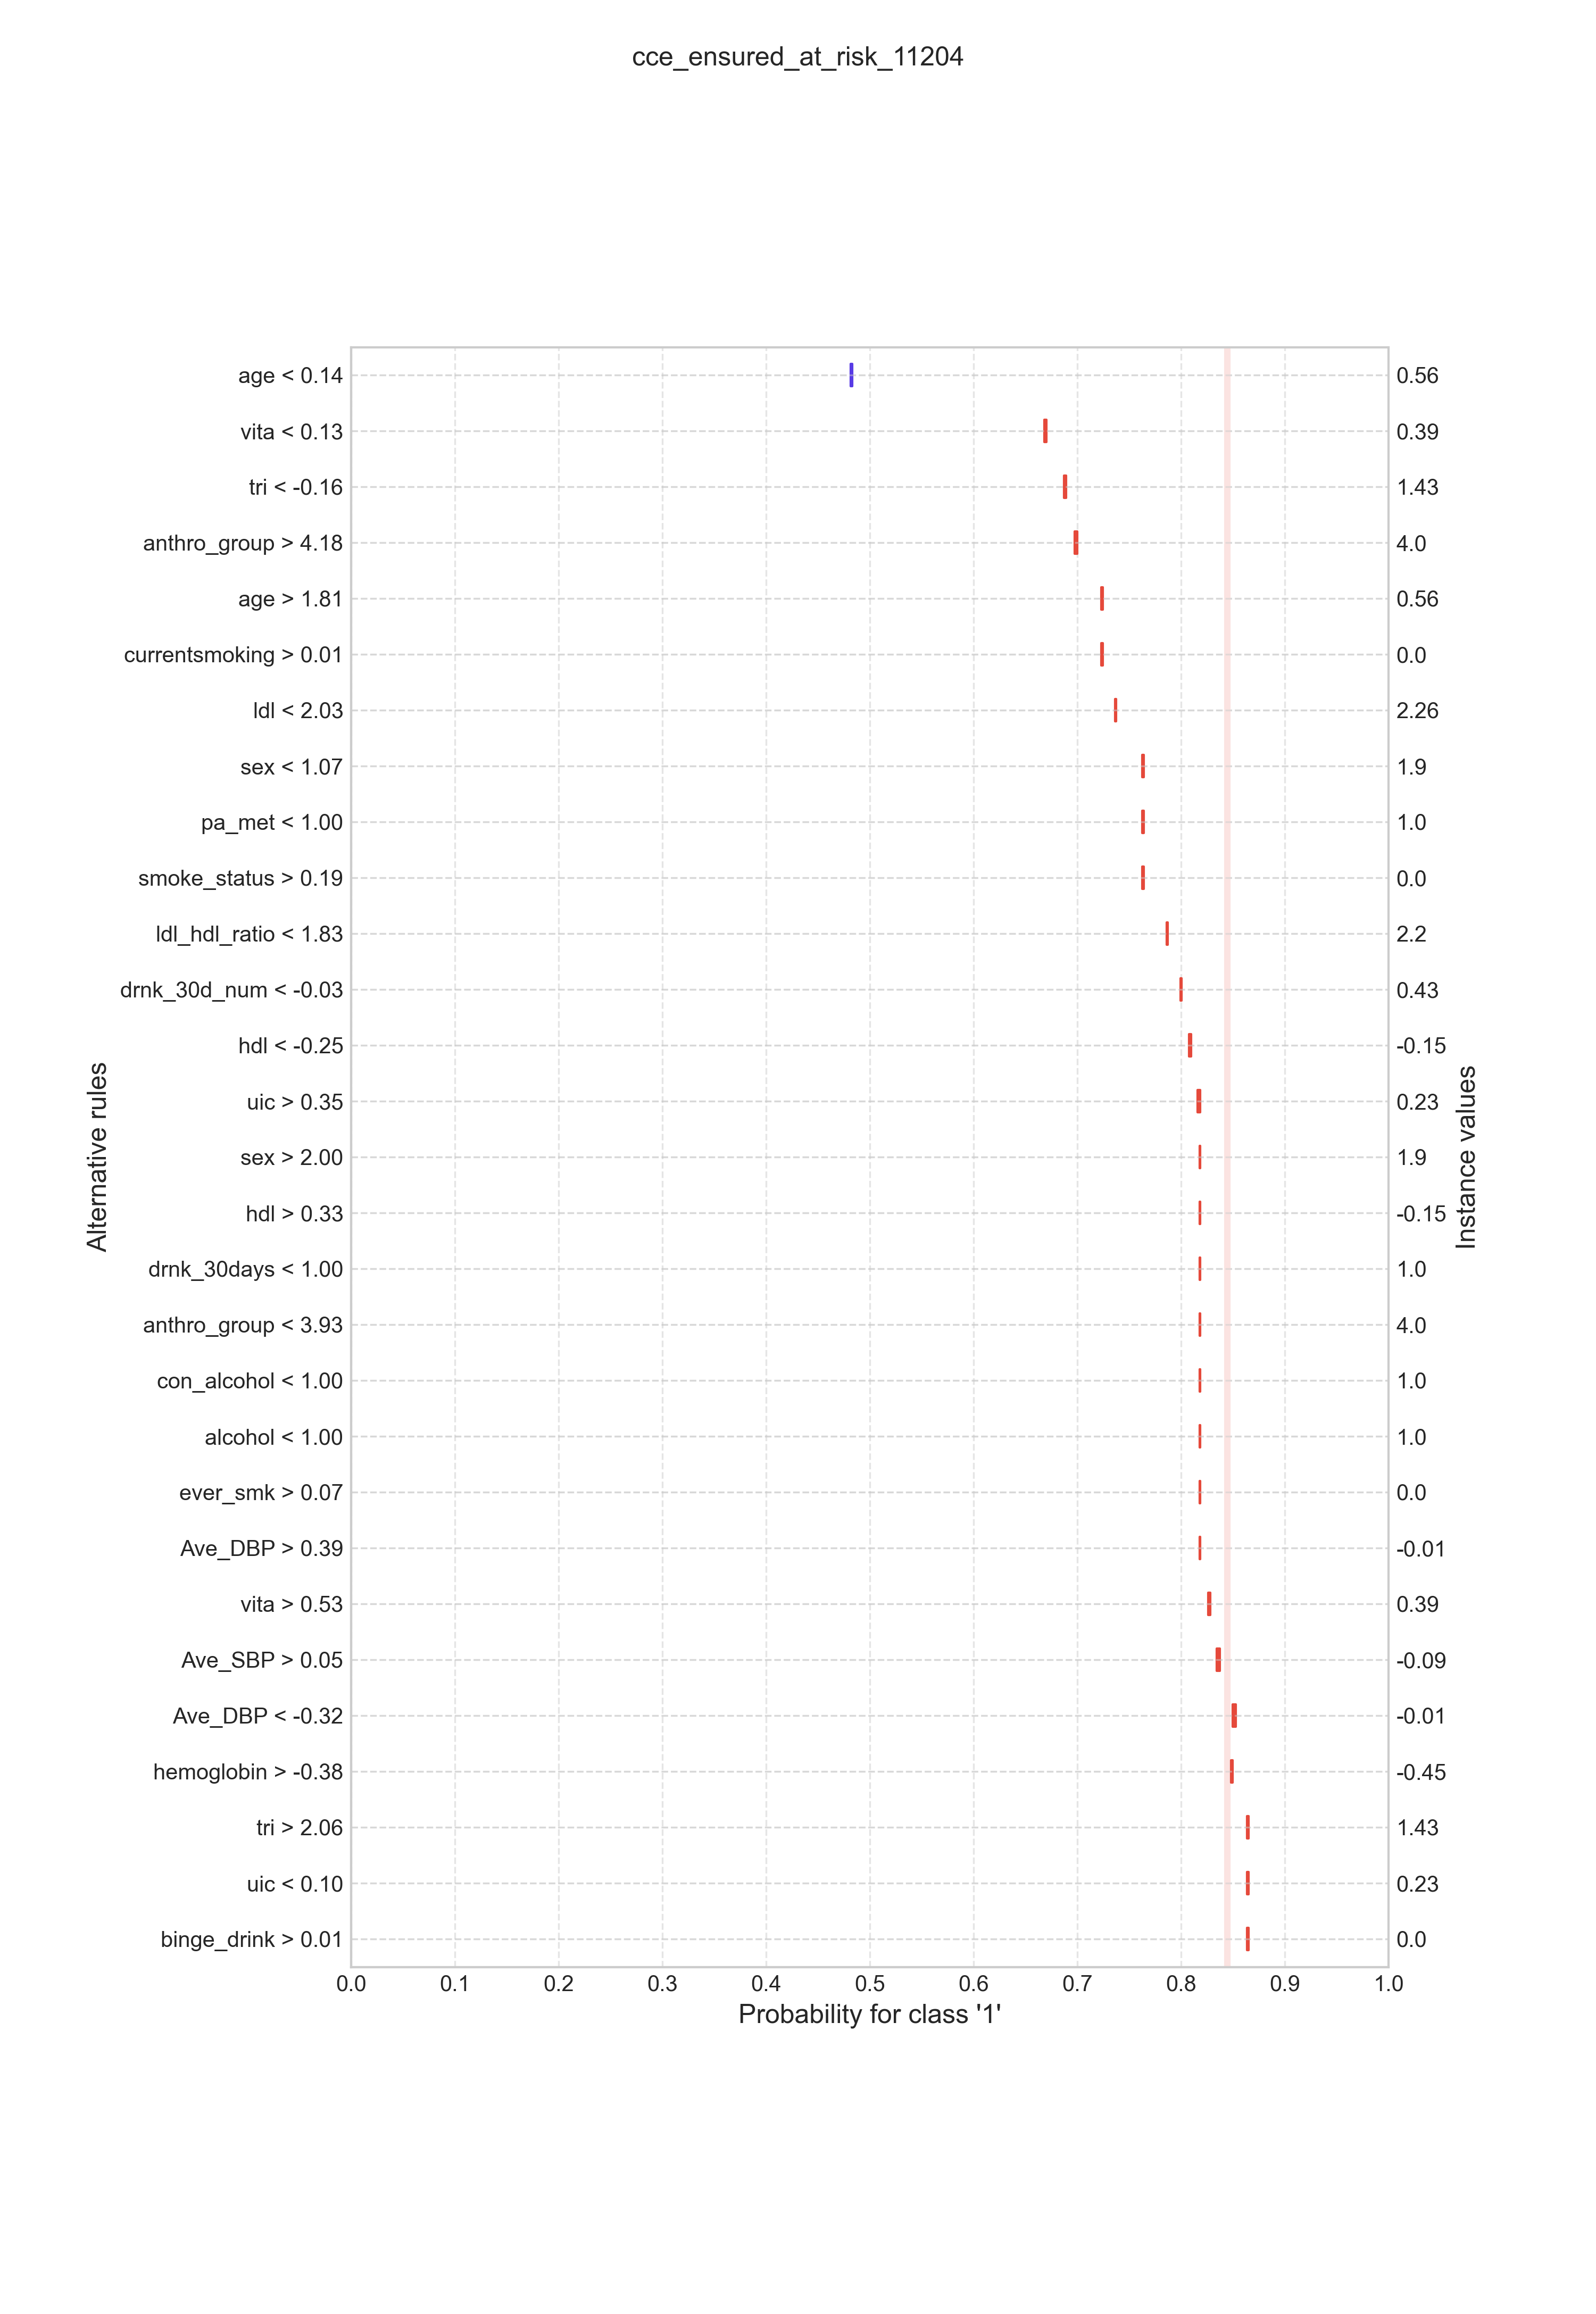 cce_ensured_at_risk_11204
age < 0.14 0.56
vita < 0.13 0.39
tri < -0.16 1.43
anthro_group > 4.18 4.0
age > 1.81 0.56
currentsmoking > 0.01 0.0
ldl < 2.03 2.26
sex < 1.07 1.9
pa_met < 1.00 1.0
smoke_status > 0.19 0.0
ldl_hdl_ratio < 1.83 2.2
drnk_30d_num < -0.03 0.43
hdl < -0.25 -0.15
uic > 0.35 0.23
sex > 2.00 1.9
hdl > 0.33 -0.15
drnk_30days < 1.00 1.0
anthro_group < 3.93 4.0
con_alcohol < 1.00 1.0
alcohol < 1.00 1.0
ever_smk > 0.07 0.0
Ave_DBP > 0.39 -0.01
vita > 0.53 0.39
Ave_SBP > 0.05 -0.09
Ave_DBP < -0.32 -0.01
hemoglobin > -0.38 -0.45
tri > 2.06 1.43
uic < 0.10 0.23
binge_drink > 0.01 0.0
Alternative rules
Instance values
0.0 0.1 0.2 0.3 0.4 0.5 0.6 0.7 0.8 0.9 1.0
Probability for class '1'